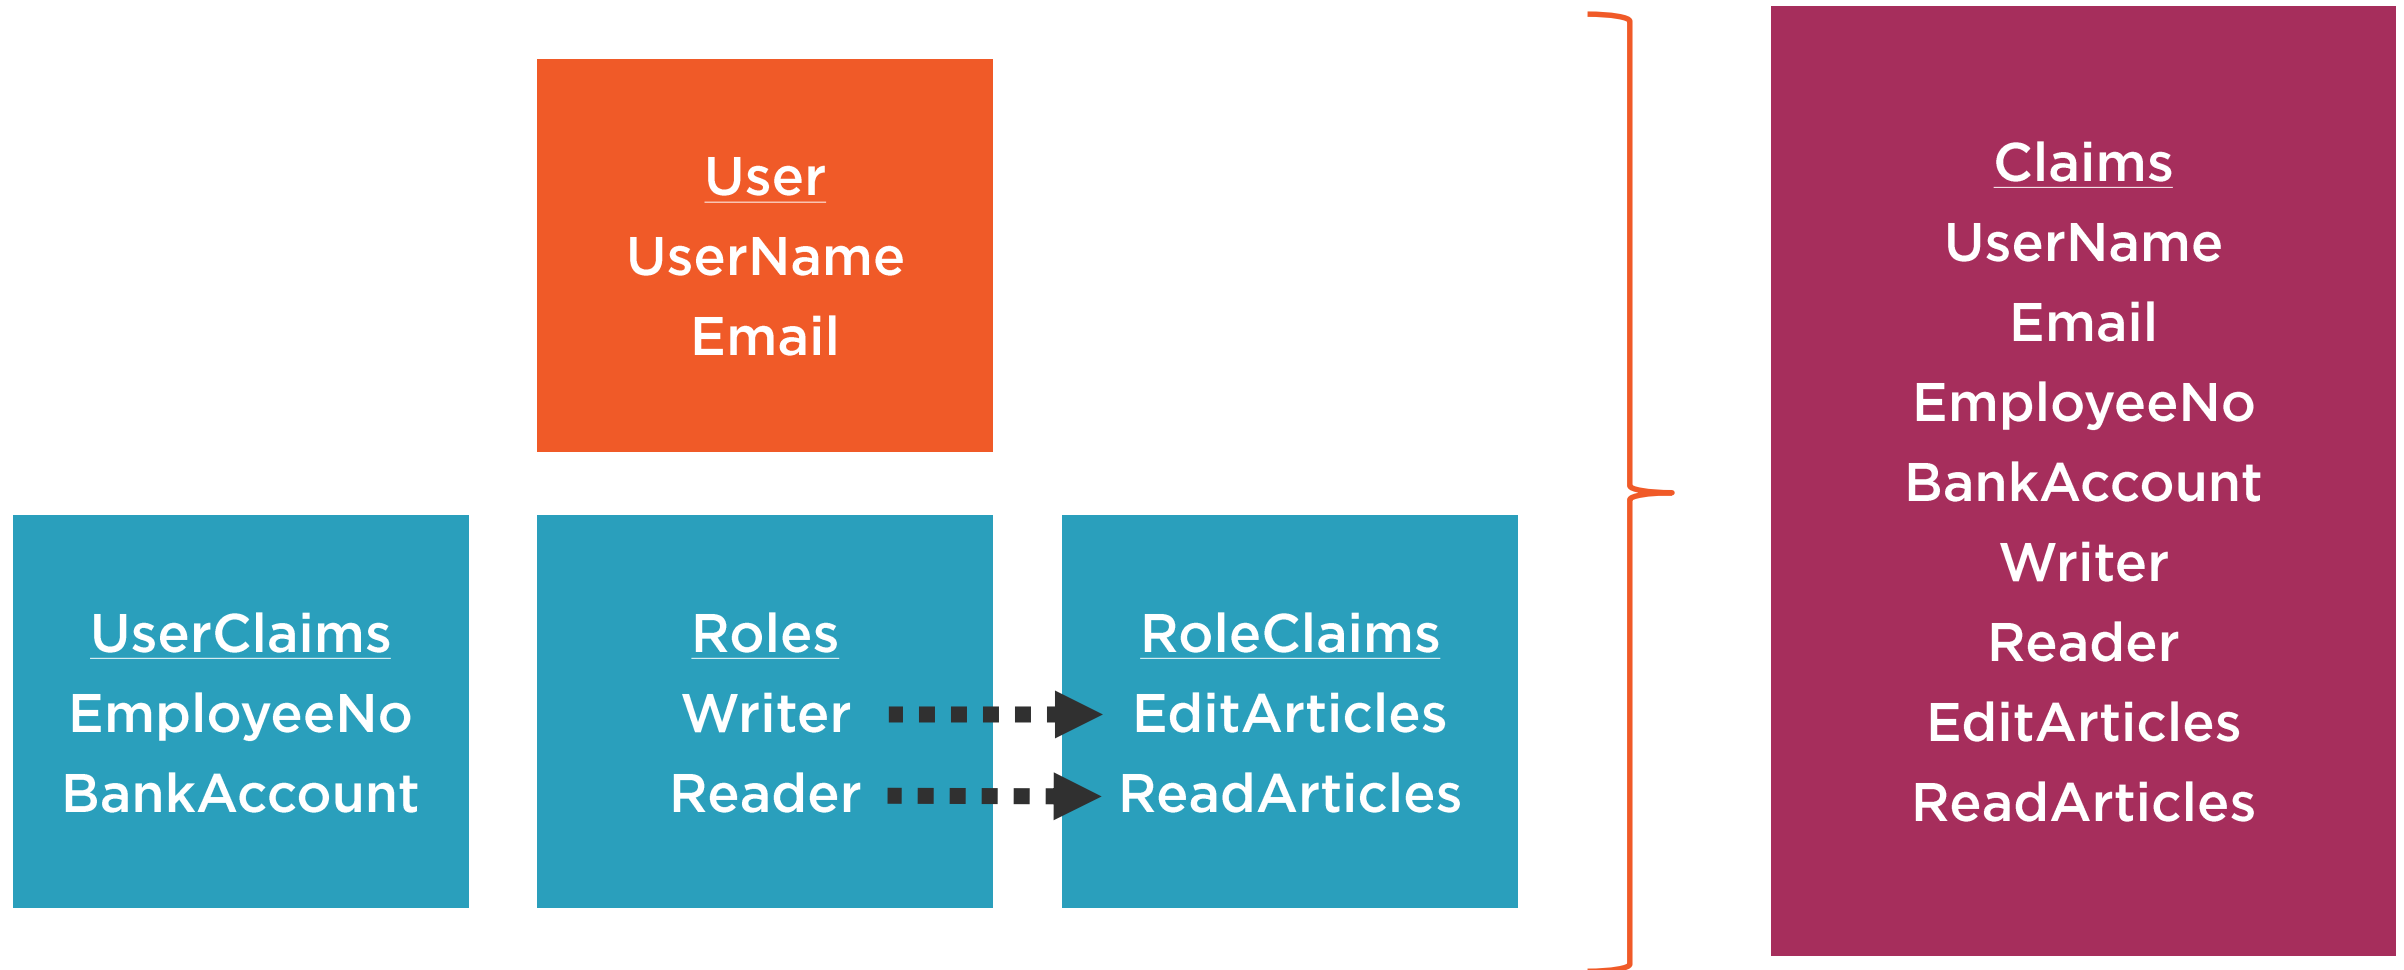 User
UserName
Email
UserClaims
EmployeeNo
BankAccount
Roles
Writer
Reader
RoleClaims
EditArticles
ReadArticles
Claims
UserName
Email
EmployeeNo
BankAccount
Writer
Reader
EditArticles
ReadArticles